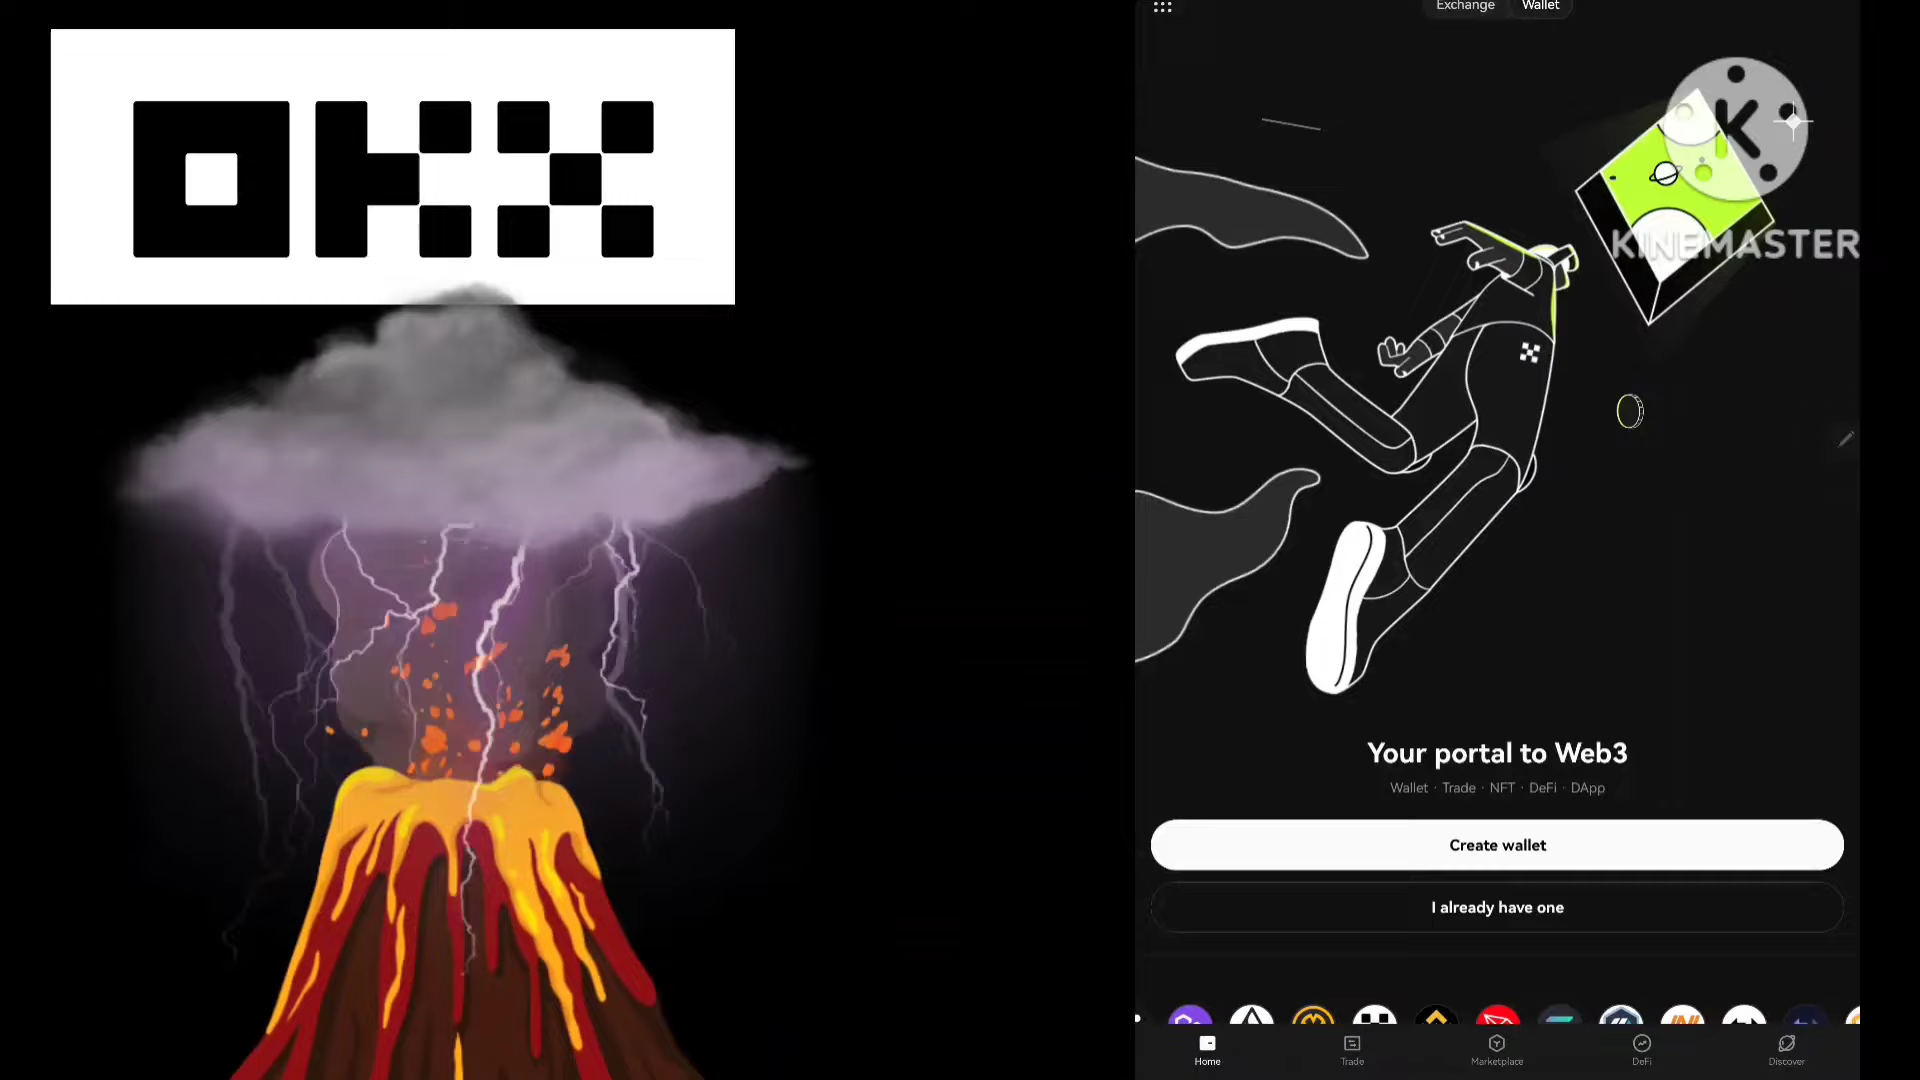 OKX
Exchange
Wallet
K
KINEMASTER
Your portal to Web3
Wallet · Trade · NFT · DeFi · DApp
Create wallet
I already have one
Home
Trade
Marketplace
DeFi
Discover